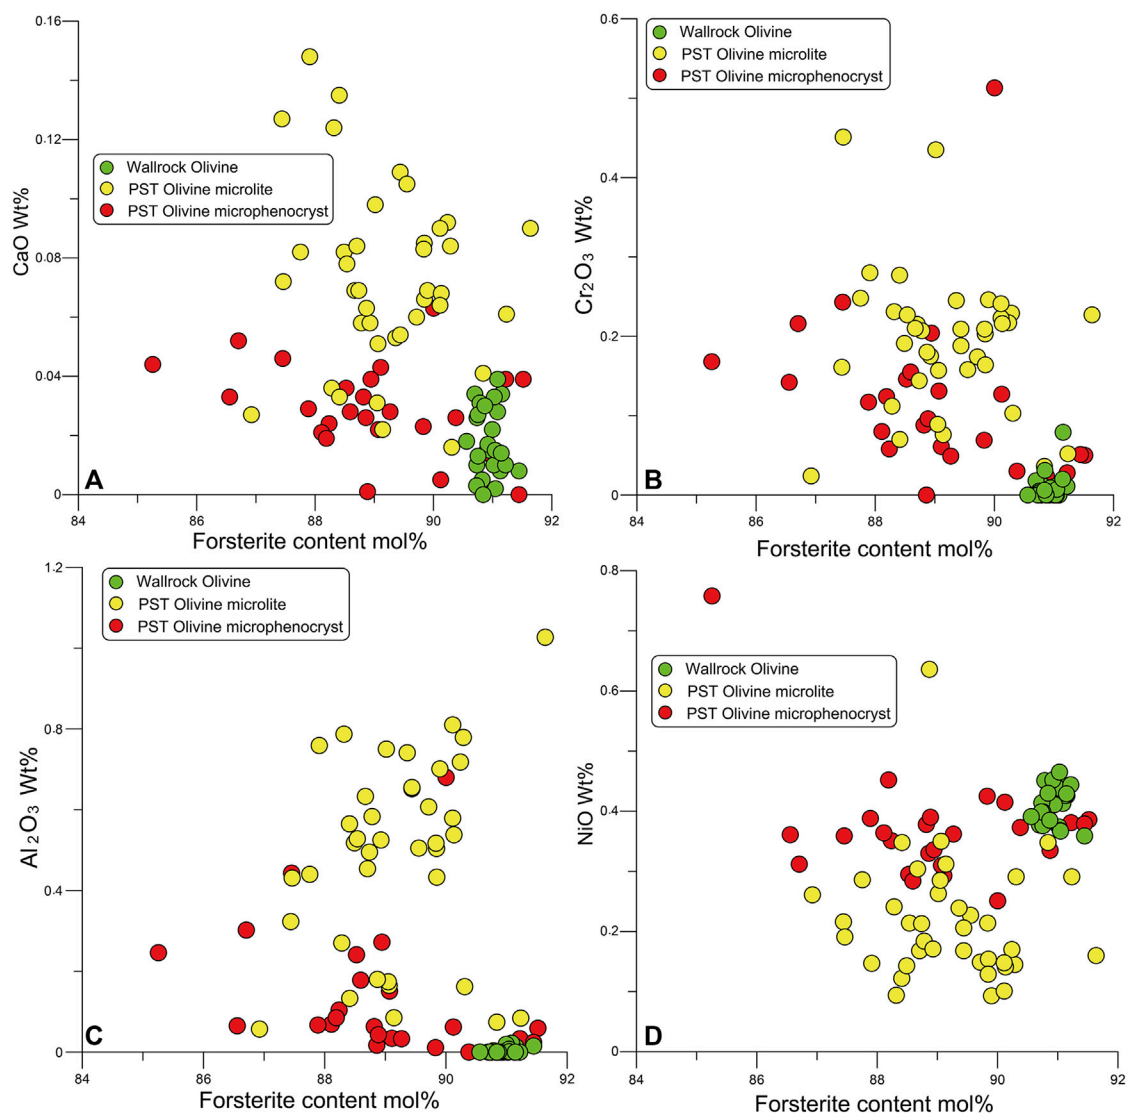 0.16
0.12
0.08
0.04
0
CaO Wt%
Wallrock Olivine
PST Olivine microlite
PST Olivine microphenocryst
A
84
86
88
90
92
Forsterite content mol%
0.6
0.4
0.2
0
Cr2O3 Wt%
Wallrock Olivine
PST Olivine microlite
PST Olivine microphenocryst
B
84
86
88
90
92
Forsterite content mol%
1.2
0.8
0.4
0
Al2O3 Wt%
Wallrock Olivine
PST Olivine microlite
PST Olivine microphenocryst
C
84
86
88
90
92
Forsterite content mol%
0.8
0.6
0.4
0.2
0
NiO Wt%
Wallrock Olivine
PST Olivine microlite
PST Olivine microphenocryst
D
84
86
88
90
92
Forsterite content mol%